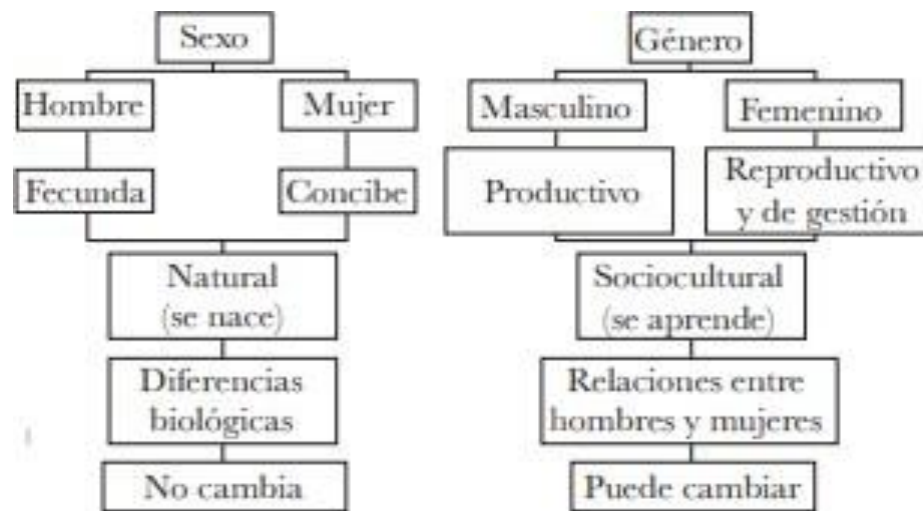 Sexo
Hombre
Mujer
Fecunda
Concibe
Natural
(se nace)
Diferencias
biológicas
No cambia
Género
Masculino
Femenino
Productivo
Reproductivo
y de gestión
Sociocultural
(se aprende)
Relaciones entre
hombres y mujeres
Puede cambiar